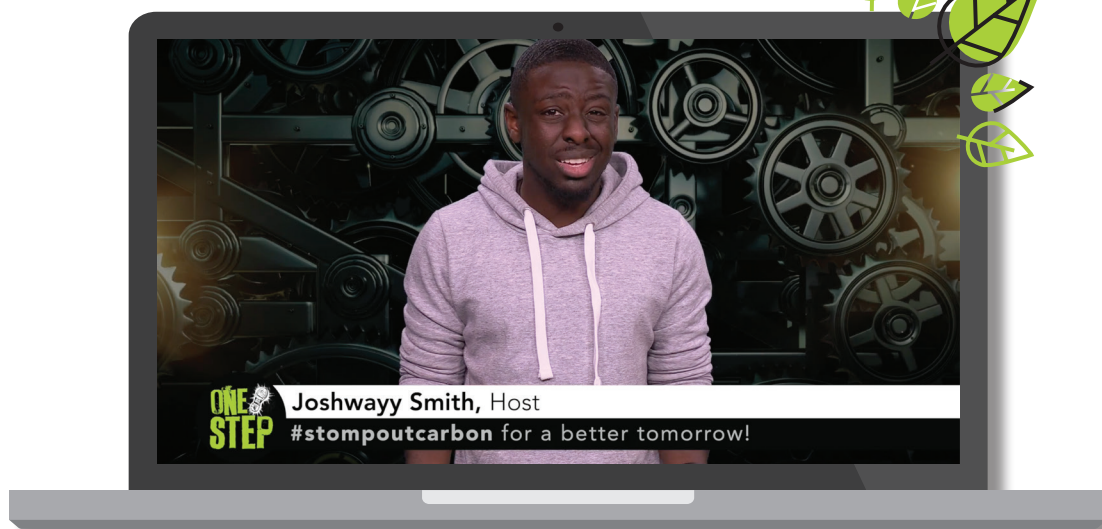 ONE
STEP
Joshwayy Smith, Host
#stompoutcarbon for a better tomorrow!